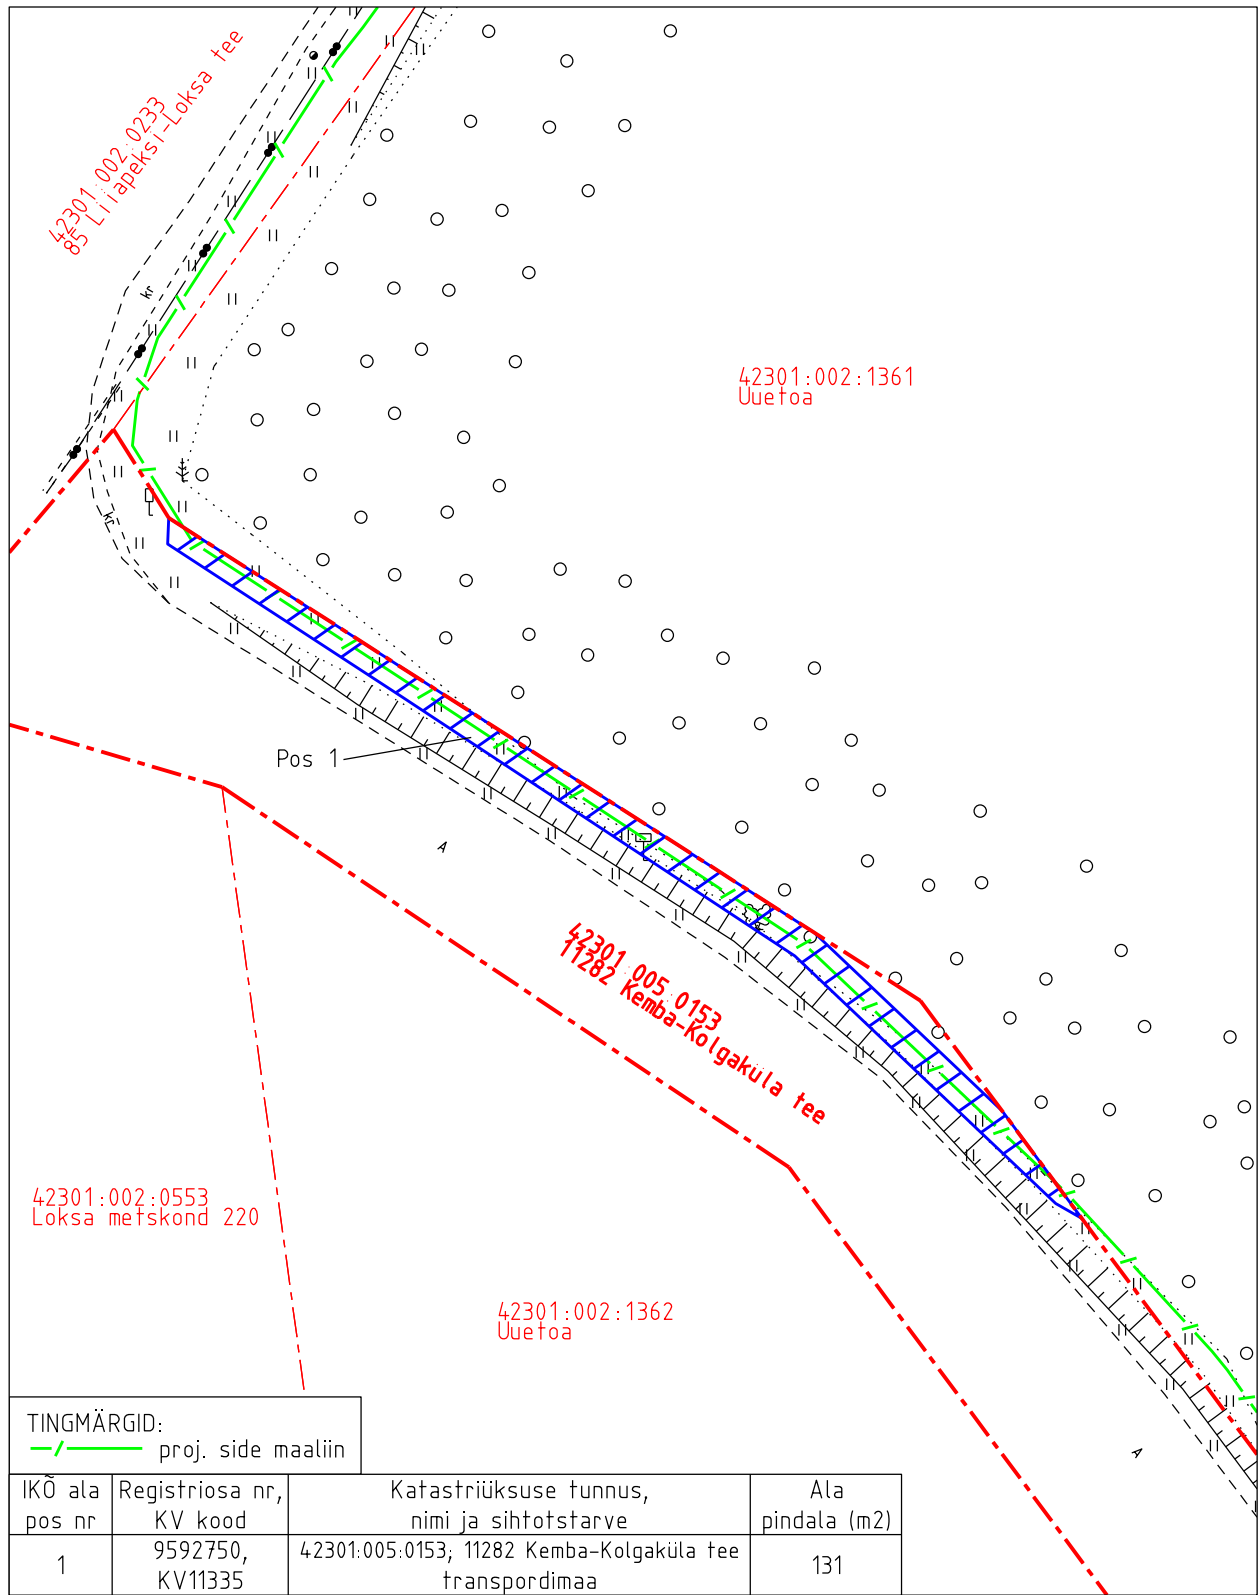 42301:002:0233
85 Liiapeksi-Loksa tee
kr
42301:002:1361
Uuetoa
kr
Pos 1
A
42301:005:0153
11282 Kemba-Kolgaküla tee
42301:002:0553
Loksa metskond 220
42301:002:1362
Uuetoa
A
TINGMÄRGID:
proj. side maaliin
IKÕ ala pos nr
Registriosa nr, KV kood
Katastriüksuse tunnus, nimi ja sihtotstarve
Ala pindala (m2)
1
9592750, KV11335
42301:005:0153; 11282 Kemba-Kolgaküla tee transpordimaa
131